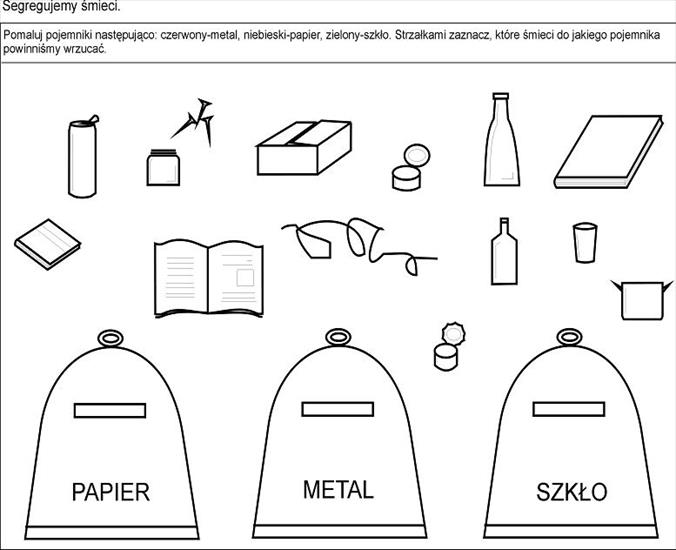 Segregujemy śmieci.
Pomaluj pojemniki następująco: czerwony-metal, niebieski-papier, zielony-szkło. Strzałkami zaznacz, które śmieci do jakiego pojemnika
powinniśmy wrzucać.
PAPIER
METAL
SZKŁO